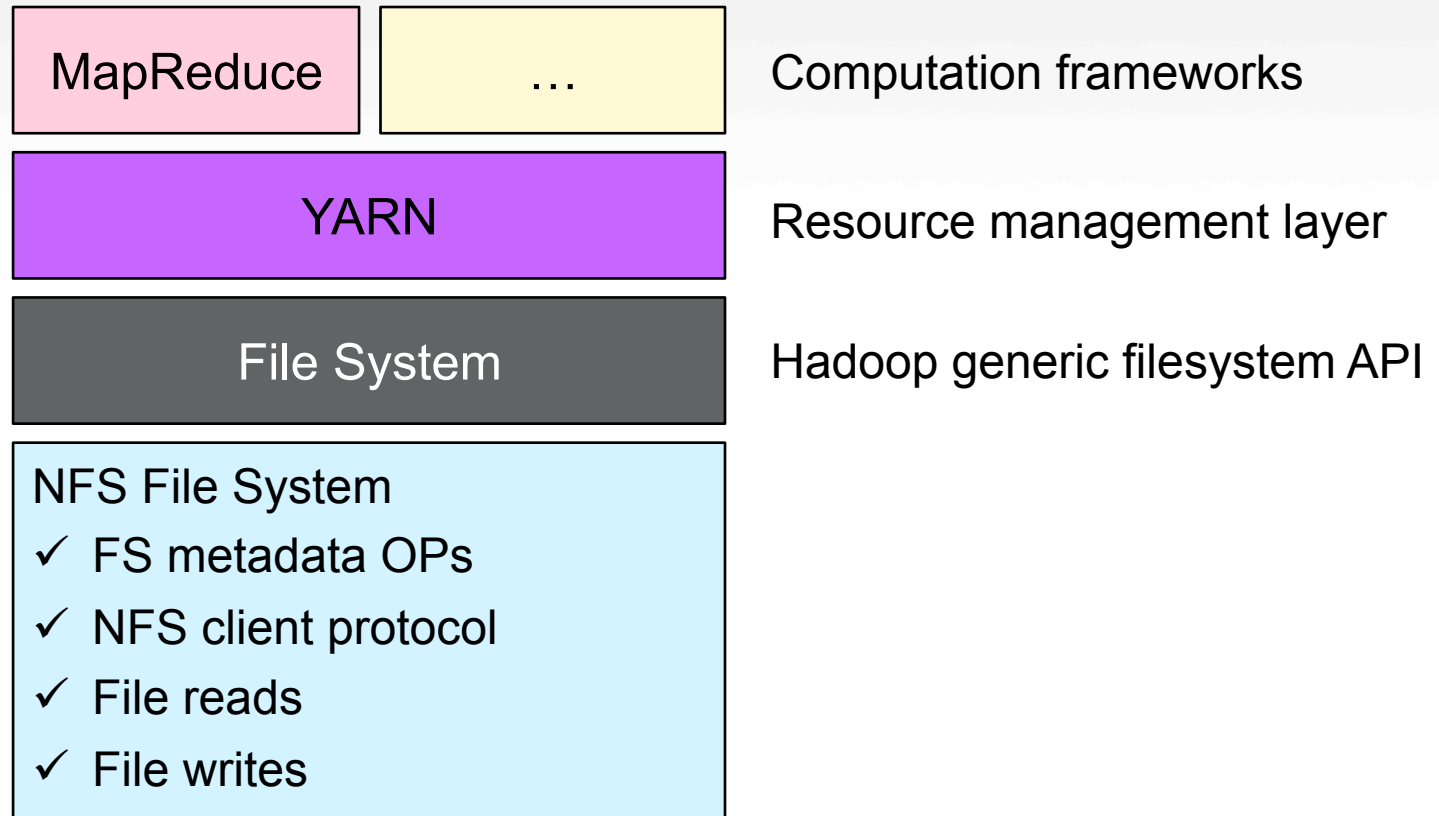 MapReduce … Computation frameworks
YARN Resource management layer
File System Hadoop generic filesystem API
NFS File System
✓ FS metadata OPs
✓ NFS client protocol
✓ File reads
✓ File writes